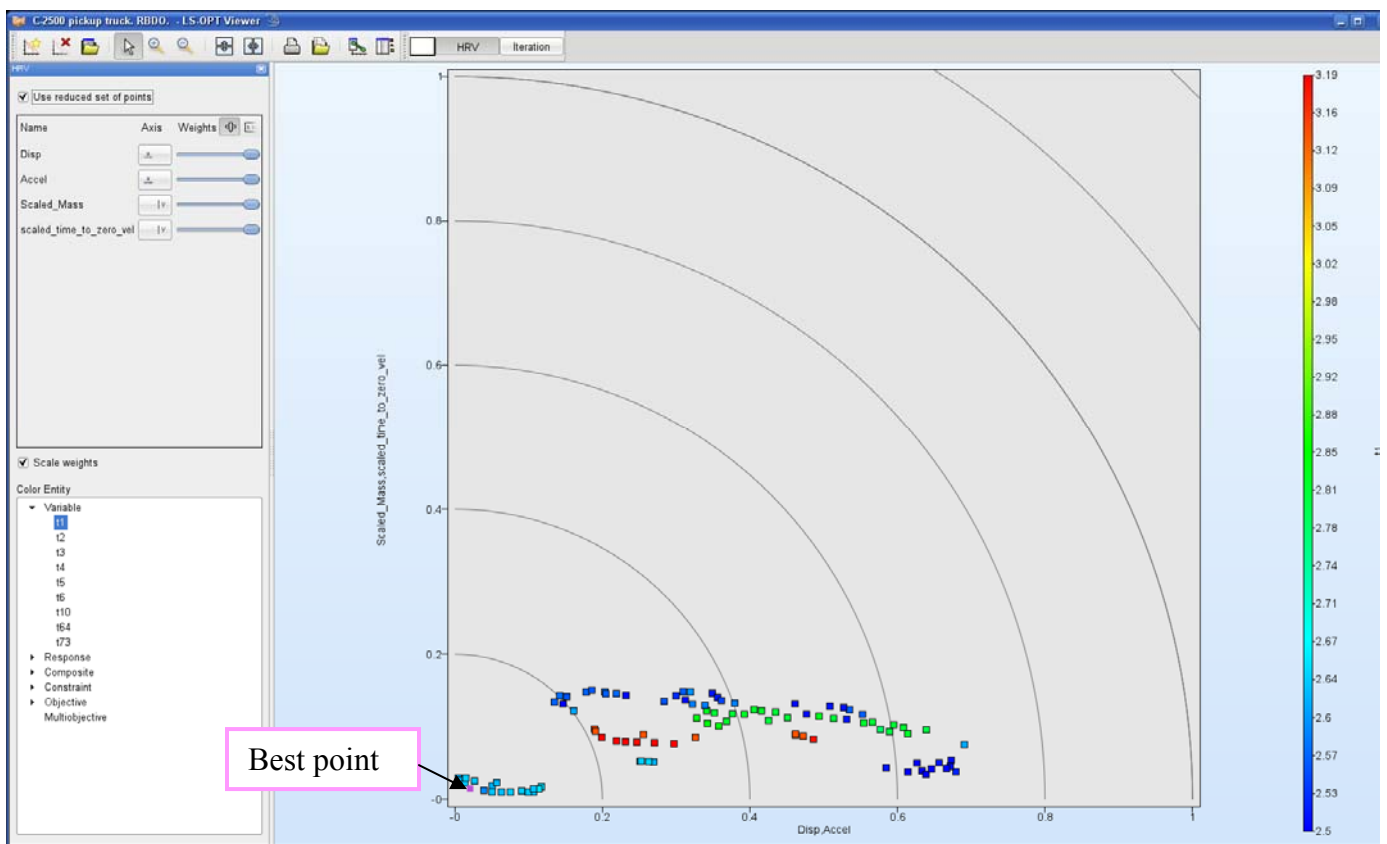 C-2500 pickup truck. RBDO. - LS-OPT Viewer
HRV Iteration
HRV
Use reduced set of points
Name Axis Weights
Disp
Accel
Scaled_Mass
scaled_time_to_zero_vel
Scale weights
Color Entity
Variable
t1
t2
t3
t4
t5
t6
t10
t64
t73
Response
Composite
Constraint
Objective
Multiobjective
Best point
Scaled_Mass,scaled_time_to_zero_vel
1
0.8
0.6
0.4
0.2
-0
-0 0.2 0.4 0.6 0.8 1
Disp,Accel
3.19
3.16
3.12
3.09
3.05
3.02
2.98
2.95
2.92
2.88
2.85
2.81
2.78
2.74
2.71
2.67
2.64
2.6
2.57
2.53
2.5
t1